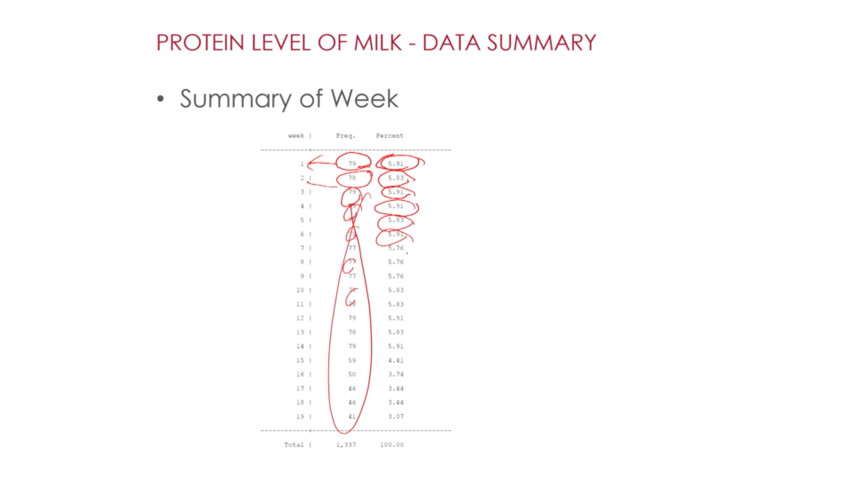 PROTEIN LEVEL OF MILK - DATA SUMMARY
• Summary of Week
week | Freq. Percent
1 | 79 5.91
2 | 78 5.83
3 | 79 5.91
4 | 5.91
5 | 5.83
6 | 5.91
7 | 77 5.76
8 | 5.76
9 | 77 5.76
10 | 5.83
11 | 5.83
12 | 79 5.91
13 | 78 5.83
14 | 79 5.91
15 | 59 4.41
16 | 50 3.74
17 | 46 3.44
18 | 46 3.44
19 | 41 3.07
Total | 1,337 100.00